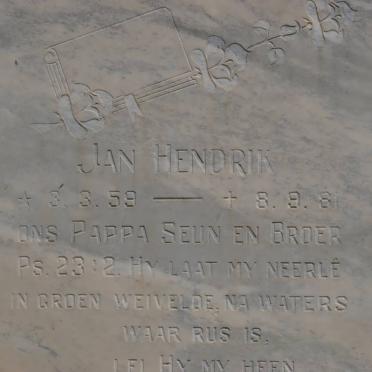 JAN HENDRIK
* 3.3.59 — + 8.9.81
ONS PAPPA SEUN EN BROER
PS. 23:2. HY LAAT MY NEERLÊ
IN GROEN WEIVELDE, NA WATERS
WAAR RUS IS,
LEI HY MY HEEN